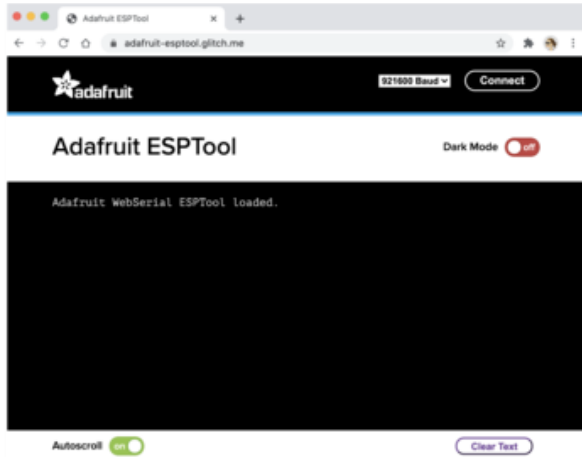 Adafruit ESPTool
adafruit-esptool.glitch.me
adafruit
921600 Baud
Connect
Adafruit ESPTool
Dark Mode off
Adafruit WebSerial ESPTool loaded.
Autoscroll on
Clear Text